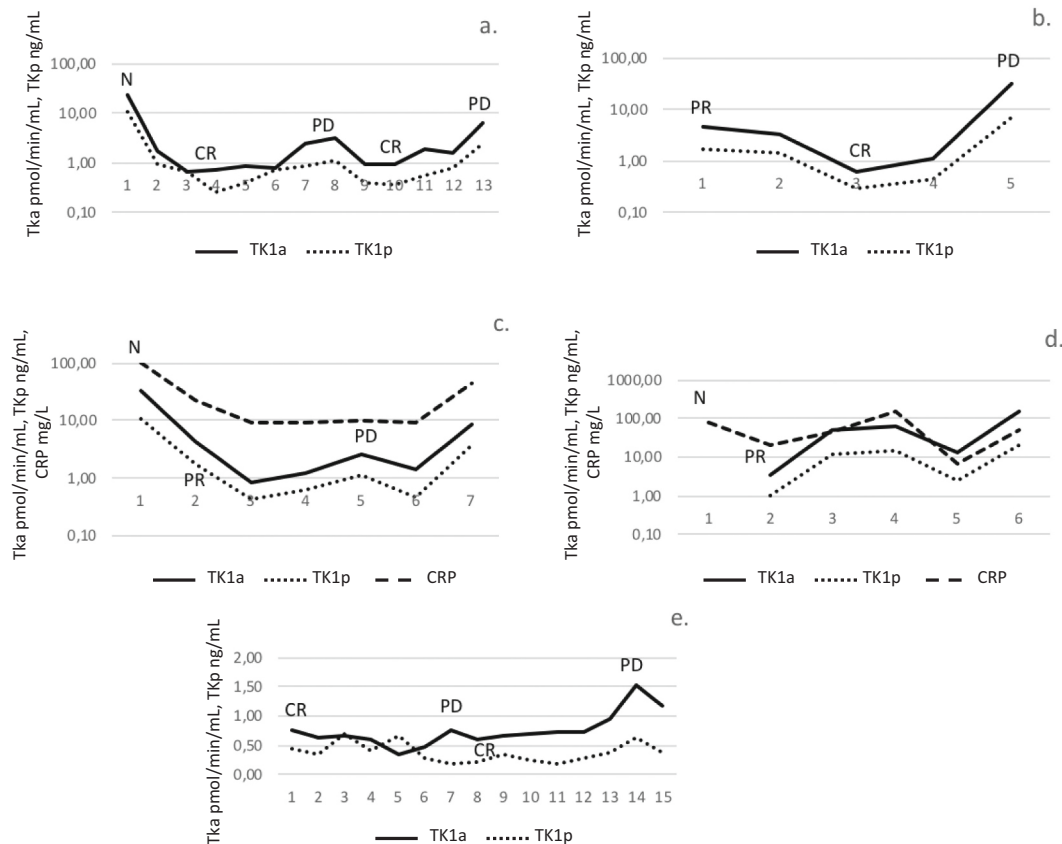 a.
Tka pmol/min/mL, TKp ng/mL
100,00
10,00
1,00
0,10
N
CR
PD
CR
PD
1 2 3 4 5 6 7 8 9 10 11 12 13
TK1a TK1p
b.
Tka pmol/min/mL, TKp ng/mL
100,00
10,00
1,00
0,10
PR
CR
PD
1 2 3 4 5
TK1a TK1p
c.
Tka pmol/min/mL, TKp ng/mL,
CRP mg/L
100,00
10,00
1,00
0,10
N
PR
PD
1 2 3 4 5 6 7
TK1a TK1p CRP
d.
Tka pmol/min/mL, TKp ng/mL,
CRP mg/L
1000,00
100,00
10,00
1,00
0,10
N
PR
1 2 3 4 5 6
TK1a TK1p CRP
e.
Tka pmol/min/mL, TKp ng/mL
2,00
1,50
1,00
0,50
0,00
CR
PD
CR
PD
1 2 3 4 5 6 7 8 9 10 11 12 13 14 15
TK1a TK1p